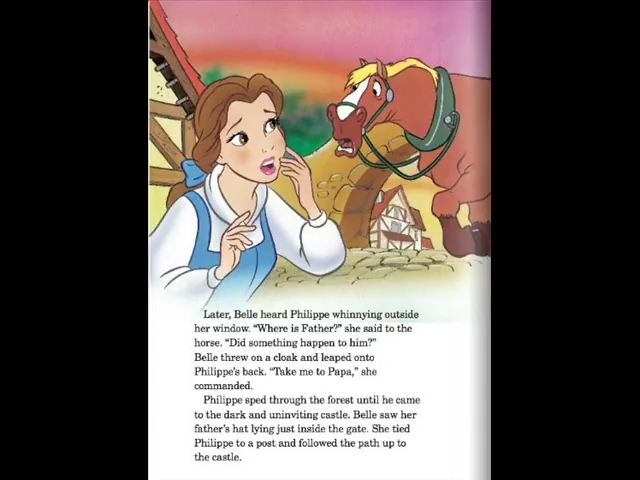 Later, Belle heard Philippe whinnying outside
her window. “Where is Father?” she said to the
horse. “Did something happen to him?”
Belle threw on a cloak and leaped onto
Philippe’s back. “Take me to Papa,” she
commanded.
Philippe sped through the forest until he came
to the dark and uninviting castle. Belle saw her
father’s hat lying just inside the gate. She tied
Philippe to a post and followed the path up to
the castle.